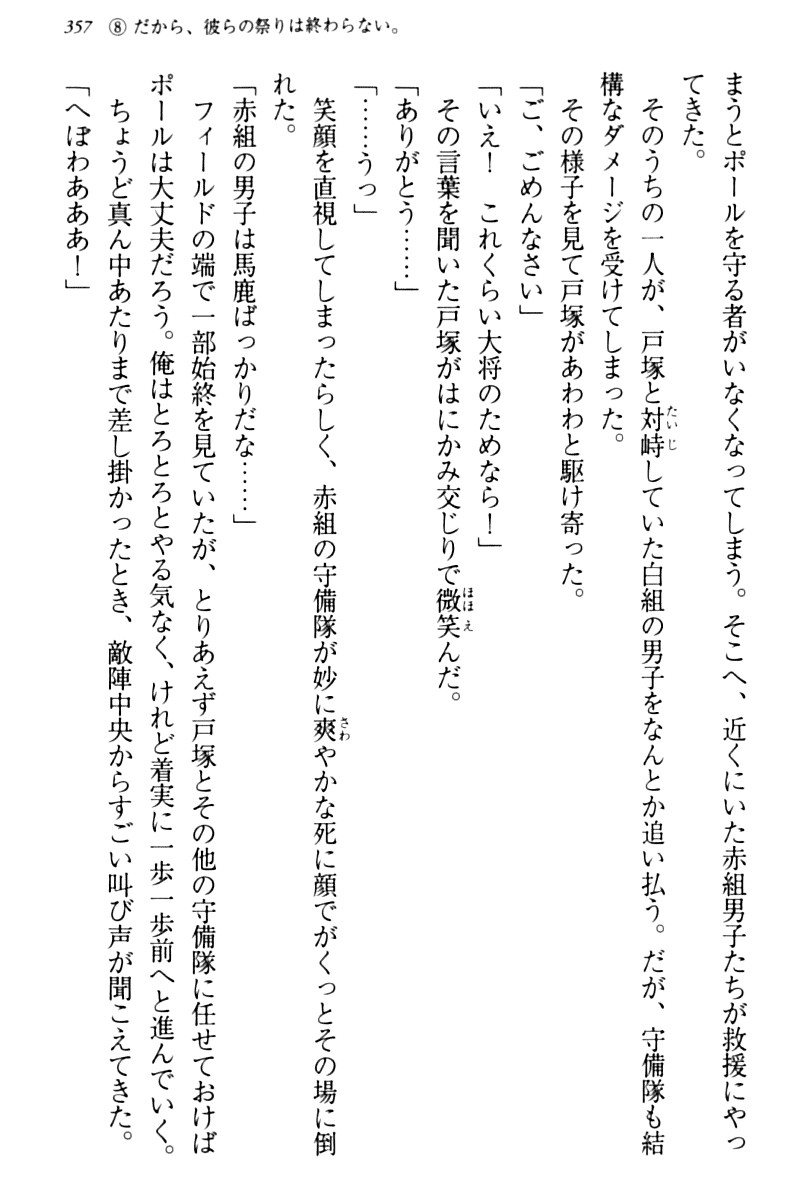 357 ⑧ だから、彼らの祭りは終わらない。
まうとポールを守る者がいなくなってしまう。そこへ、近くにいた赤組男子たちが救援にやっ
てきた。
　そのうちの一人が、戸塚と対峙していた白組の男子をなんとか追い払う。だが、守備隊も結
構なダメージを受けてしまった。
　その様子を見て戸塚があわわと駆け寄った。
「ご、ごめんなさい」
「いえ！　これくらい大将のためなら！」
　その言葉を聞いた戸塚がはにかみ交じりで微笑んだ。
「ありがとう……」
「……うっ」
　笑顔を直視してしまったらしく、赤組の守備隊が妙に爽やかな死に顔でがくっとその場に倒
れた。
「赤組の男子は馬鹿ばっかりだな……」
　フィールドの端で一部始終を見ていたが、とりあえず戸塚とその他の守備隊に任せておけば
ポールは大丈夫だろう。俺はとろとろとやる気なく、けれど着実に一歩一歩前へと進んでいく。
　ちょうど真ん中あたりまで差し掛かったとき、敵陣中央からすごい叫び声が聞こえてきた。
「へぽわあああ！」